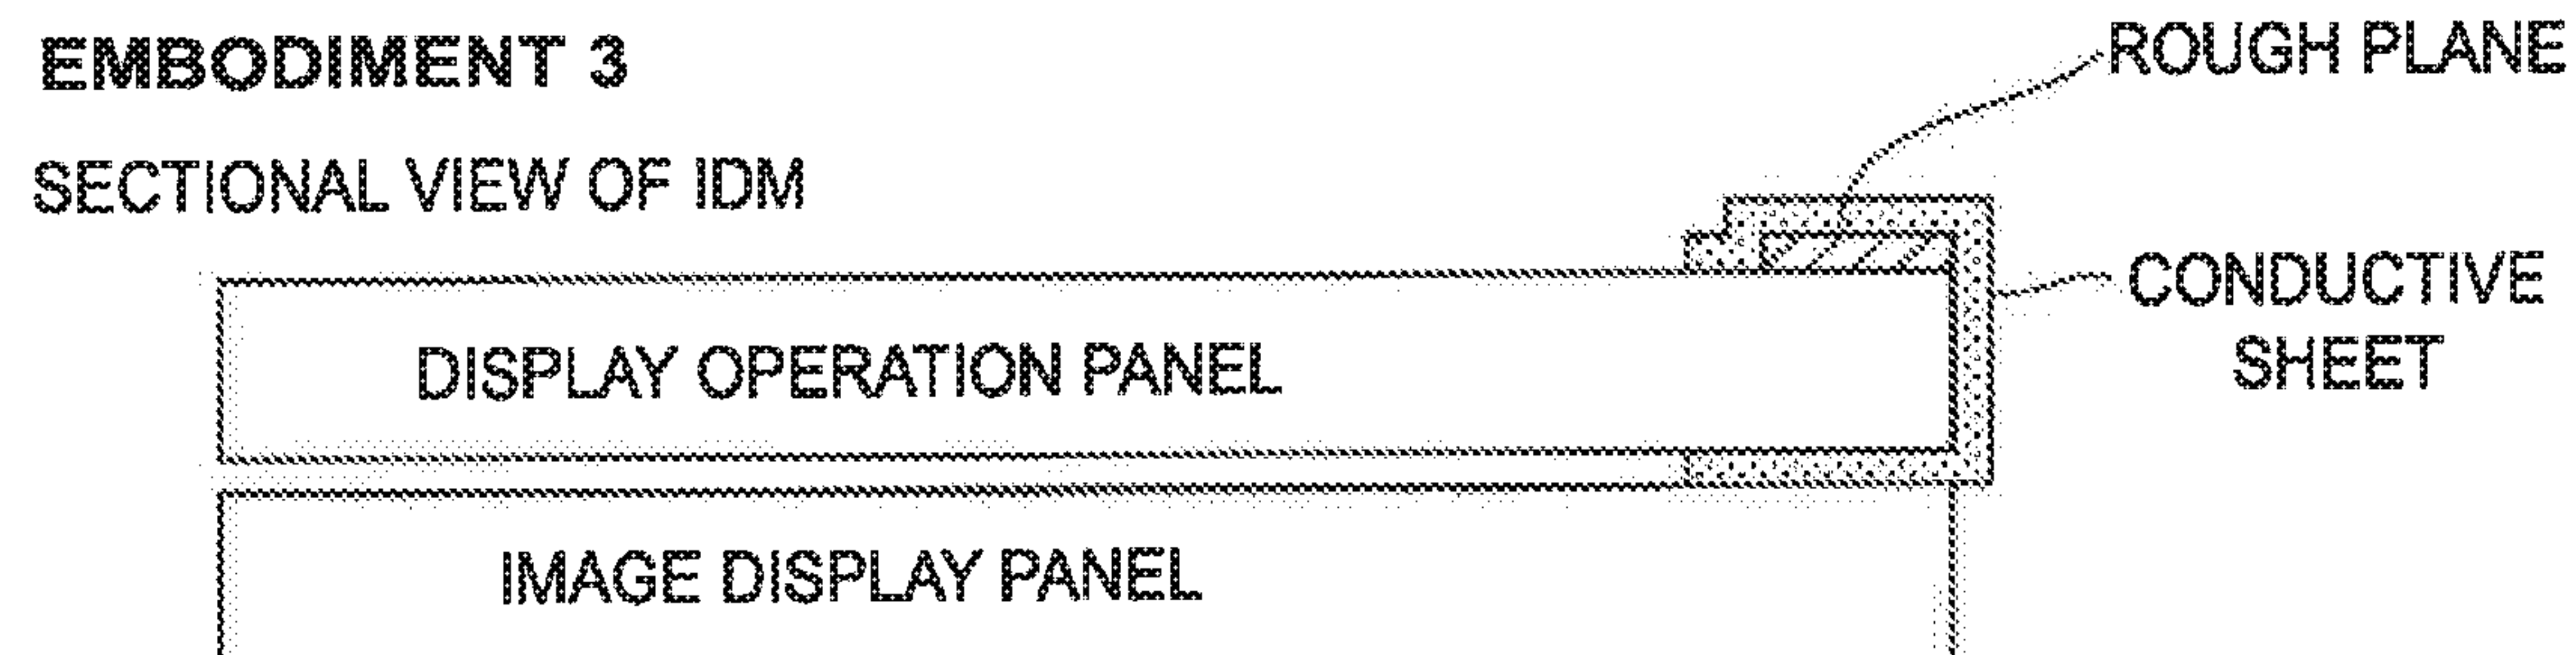 EMBODIMENT 3
SECTIONAL VIEW OF IDM
ROUGH PLANE
CONDUCTIVE
SHEET
DISPLAY OPERATION PANEL
IMAGE DISPLAY PANEL